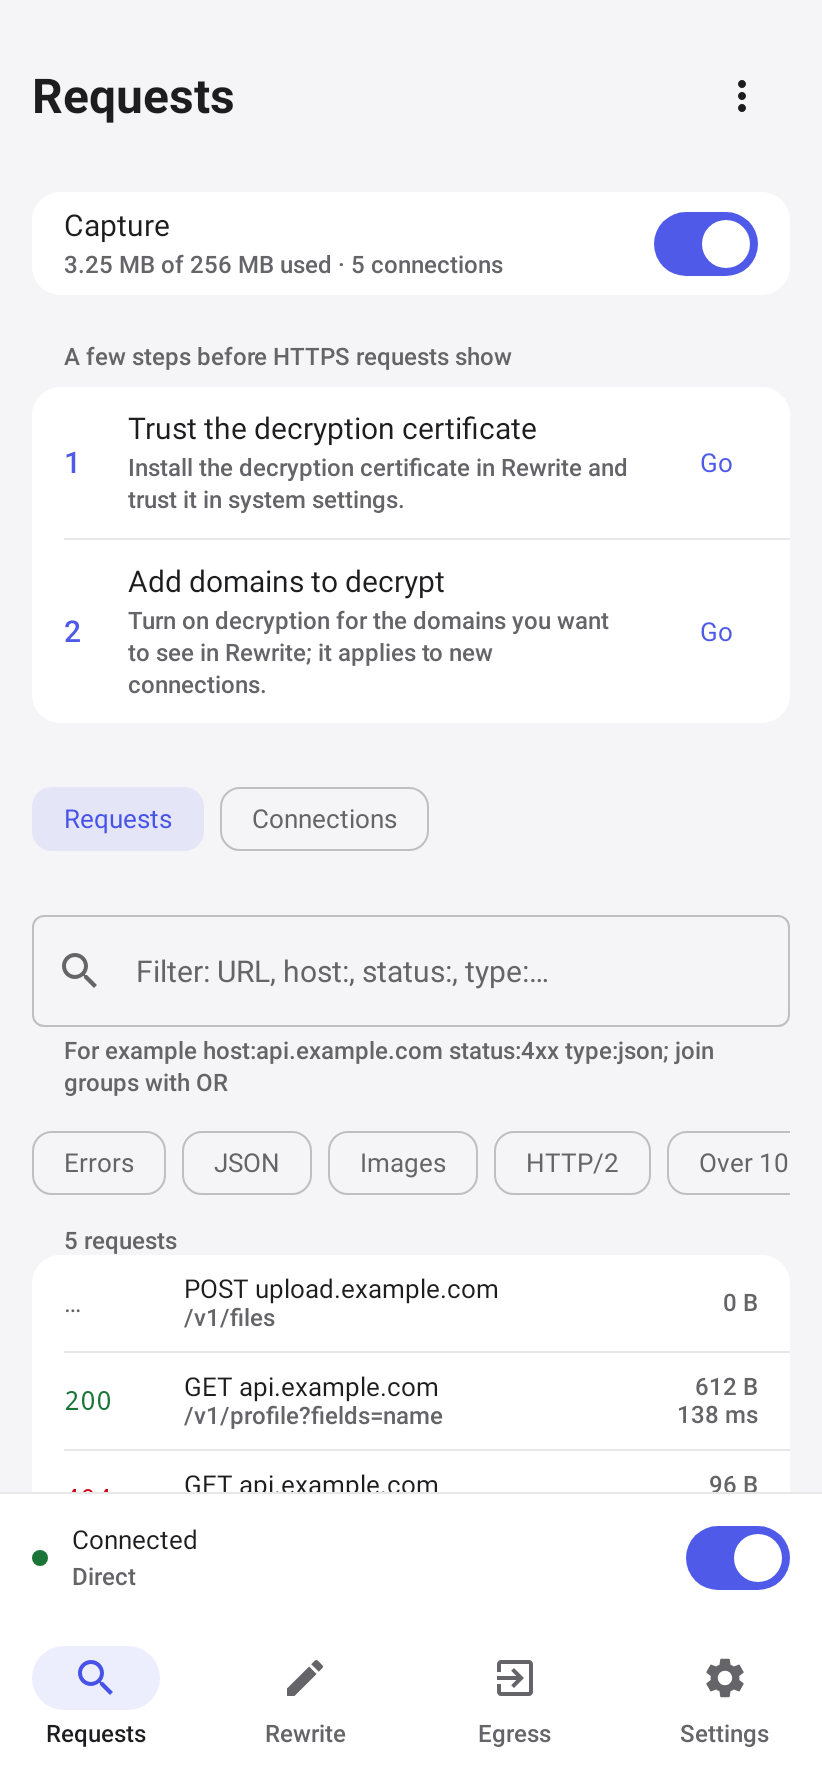 Requests
Capture
3.25 MB of 256 MB used · 5 connections
A few steps before HTTPS requests show
1
Trust the decryption certificate
Install the decryption certificate in Rewrite and
trust it in system settings.
Go
2
Add domains to decrypt
Turn on decryption for the domains you want
to see in Rewrite; it applies to new
connections.
Go
Requests
Connections
Filter: URL, host:, status:, type:...
For example host:api.example.com status:4xx type:json; join
groups with OR
Errors
JSON
Images
HTTP/2
Over 10
5 requests
...
POST upload.example.com
/v1/files
0 B
200
GET api.example.com
/v1/profile?fields=name
612 B
138 ms
GET api.example.com
96 B
Connected
Direct
Requests
Rewrite
Egress
Settings